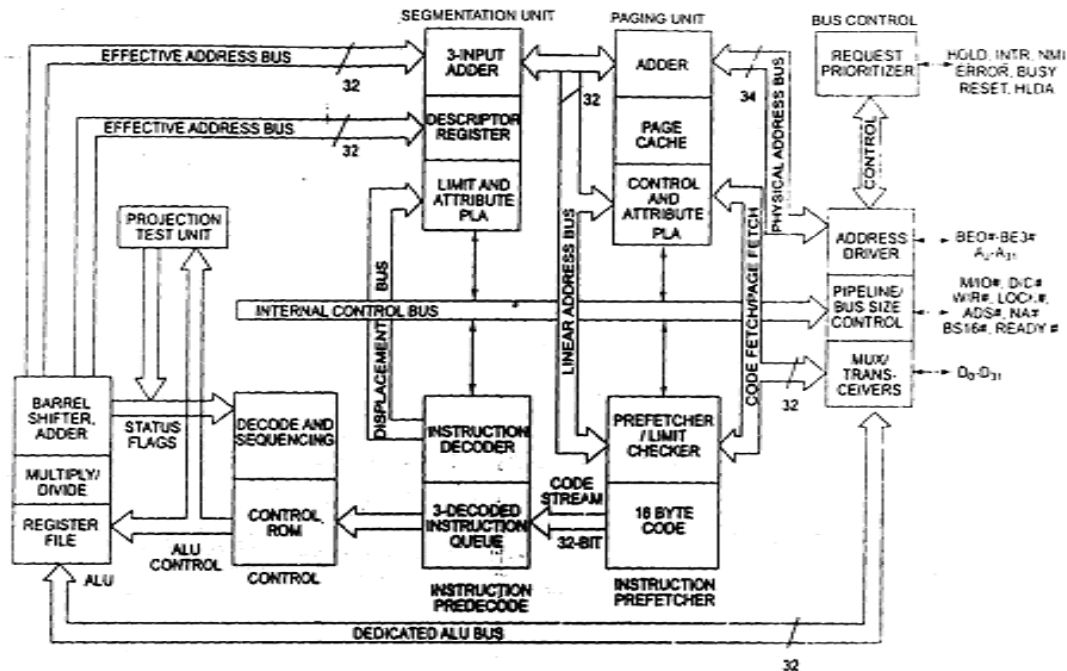 SEGMENTATION UNIT
PAGING UNIT
BUS CONTROL
EFFECTIVE ADDRESS BUS
32
3-INPUT
ADDER
32
ADDER
34
REQUEST
PRIORITIZER
HOLD, INTR, NMI
ERROR, BUSY
RESET, HLDA
EFFECTIVE ADDRESS BUS
32
DESCRIPTOR
REGISTER
PAGE
CACHE
PHYSICAL ADDRESS BUS
CONTROL
LIMIT AND
ATTRIBUTE
PLA
CONTROL
AND
ATTRIBUTE
PLA
PROJECTION
TEST UNIT
ADDRESS
DRIVER
BE0#-BE3#
DISPLACEMENT BUS
LINEAR ADDRESS BUS
CODE FETCH/PAGE FETCH
INTERNAL CONTROL BUS
PIPELINE/
BUS SIZE
CONTROL
M/IO#, D/C#
W/R#, LOCK#,
ADS#, NA#
BS16#, READY #
MUX/
TRANS-
CEIVERS
32
D0-D31
BARREL
SHIFTER,
ADDER
STATUS
FLAGS
DECODE AND
SEQUENCING
INSTRUCTION
DECODER
PREFETCHER
/ LIMIT
CHECKER
MULTIPLY/
DIVIDE
REGISTER
FILE
ALU
ALU
CONTROL
CONTROL
ROM
CONTROL
3-DECODED
INSTRUCTION
QUEUE
CODE
STREAM
32-BIT
16 BYTE
CODE
INSTRUCTION
PREDECODE
INSTRUCTION
PREFETCHER
DEDICATED ALU BUS
32